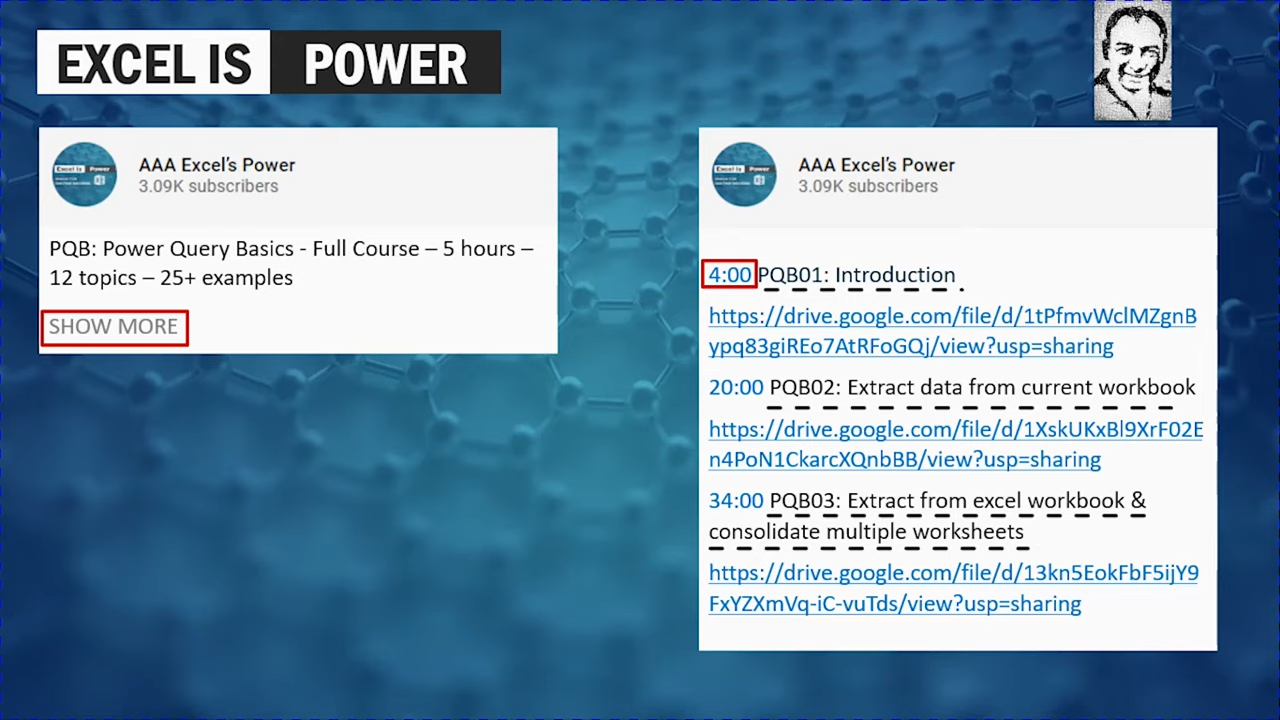 EXCEL IS POWER
AAA Excel's Power
3.09K subscribers
PQB: Power Query Basics - Full Course – 5 hours –
12 topics – 25+ examples
SHOW MORE
AAA Excel's Power
3.09K subscribers
4:00 PQB01: Introduction
https://drive.google.com/file/d/1tPfmvWclMZgnB
ypq83giREo7AtRFoGQj/view?usp=sharing
20:00 PQB02: Extract data from current workbook
https://drive.google.com/file/d/1XskUKxBl9XrF02E
n4PoN1CkarcXQnbBB/view?usp=sharing
34:00 PQB03: Extract from excel workbook &
consolidate multiple worksheets
https://drive.google.com/file/d/13kn5EokFbF5ijY9
FxYZXmVq-iC-vuTds/view?usp=sharing